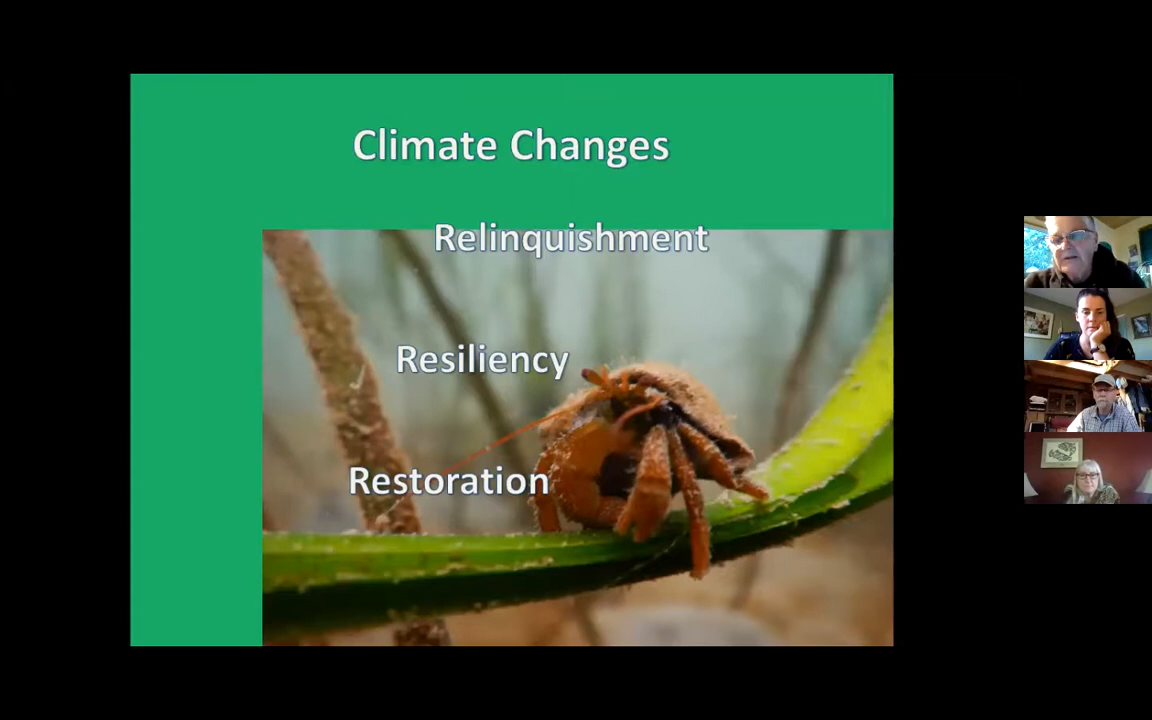 Climate Changes
Relinquishment
Resiliency
Restoration